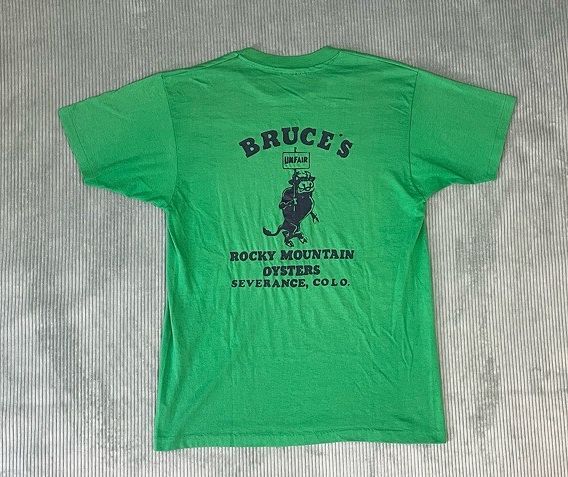 BRUCE'S
UNFAIR
ROCKY MOUNTAIN
OYSTERS
SEVERANCE, COLO.